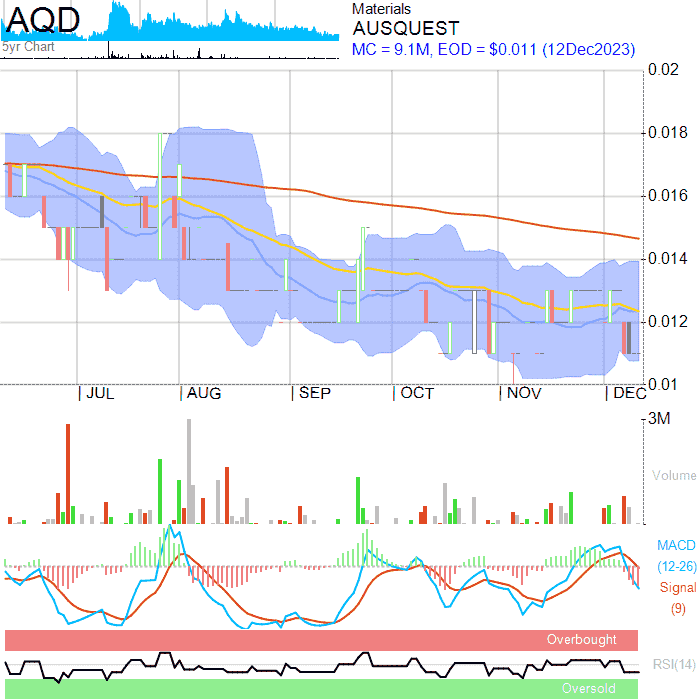 AQD
5yr Chart
Materials
AUSQUEST
MC = 9.1M, EOD = $0.011 (12Dec2023)
0.02
0.018
0.016
0.014
0.012
0.01
JUL AUG SEP OCT NOV DEC
3M
Volume
MACD
(12-26)
Signal
(9)
Overbought
RSI(14)
Oversold